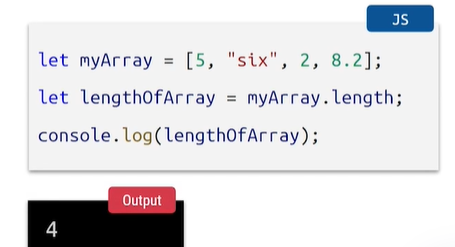 JS
let myArray = [5, "six", 2, 8.2];
let lengthOfArray = myArray.length;
console.log(lengthOfArray);
Output
4